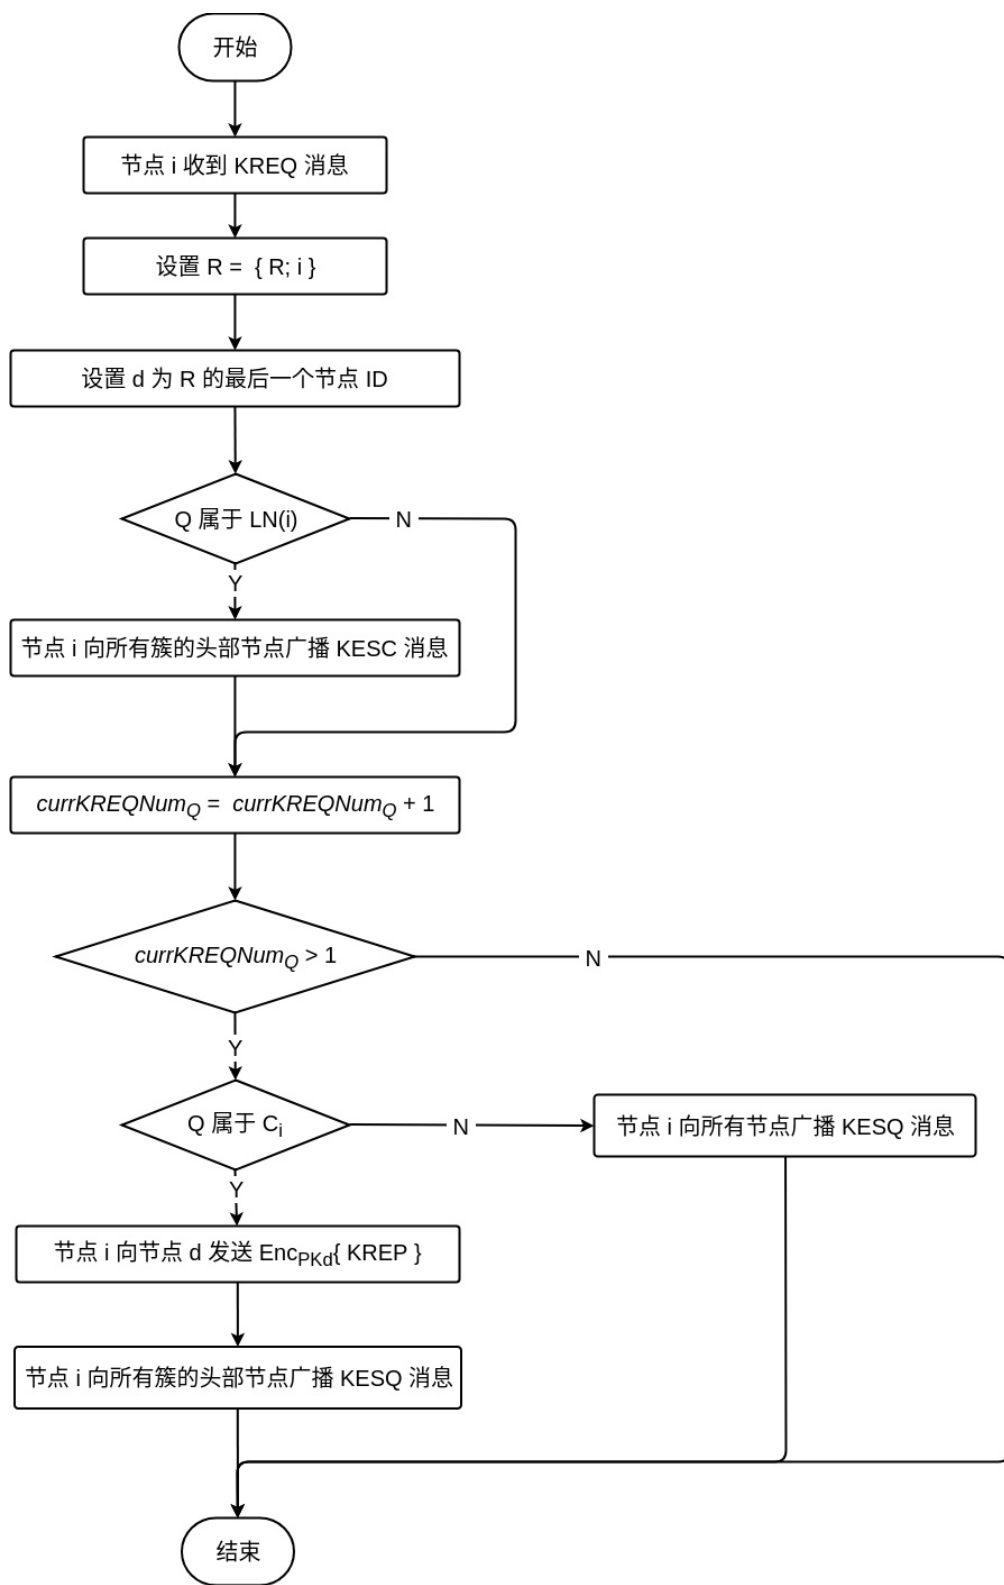 开始
节点 i 收到 KREQ 消息
设置 R = { R; i }
设置 d 为 R 的最后一个节点 ID
Q 属于 LN(i)
N
Y
节点 i 向所有簇的头部节点广播 KESC 消息
currKREQNumQ = currKREQNumQ + 1
currKREQNumQ > 1
N
Y
Q 属于 Ci
N
节点 i 向所有节点广播 KESQ 消息
Y
节点 i 向节点 d 发送 EncPKd{ KREP }
节点 i 向所有簇的头部节点广播 KESQ 消息
结束